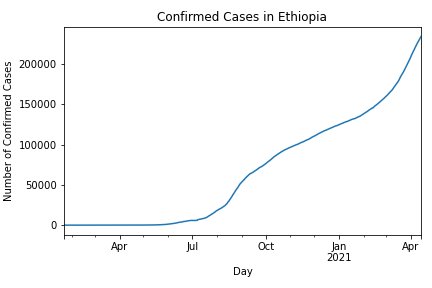 Confirmed Cases in Ethiopia
Number of Confirmed Cases
200000
150000
100000
50000
0
Apr
Jul
Oct
Jan
2021
Apr
Day